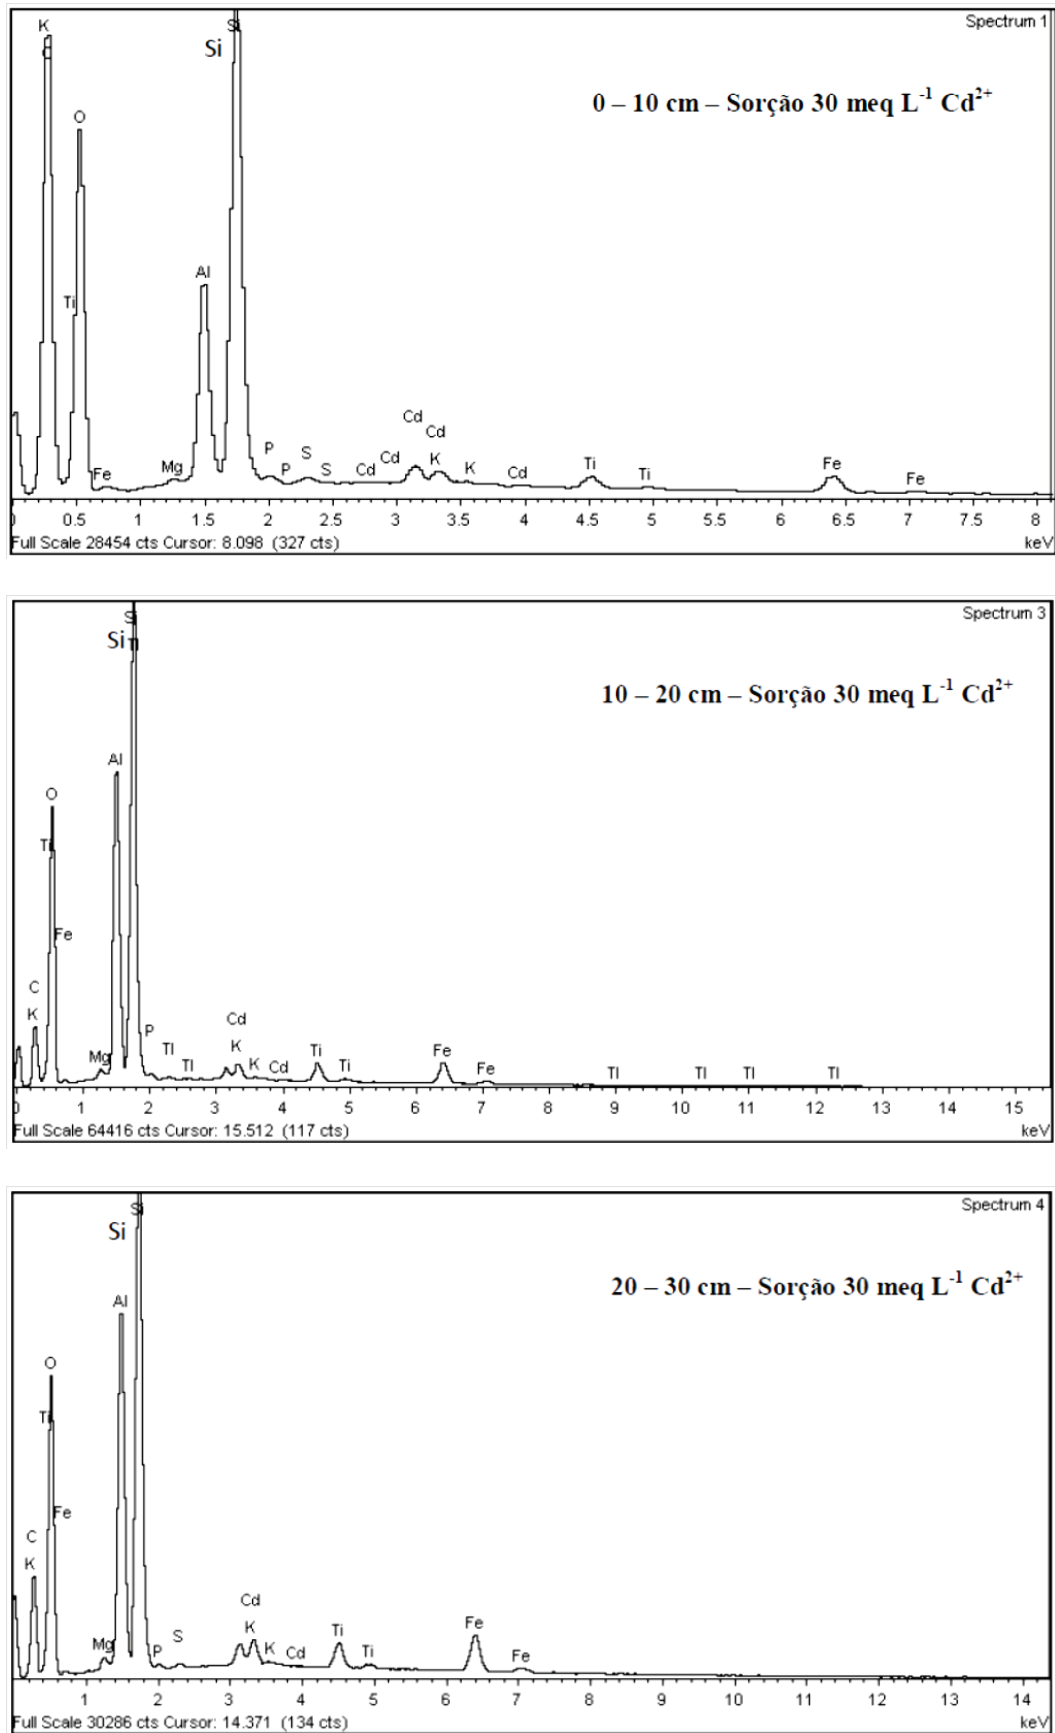 Spectrum 1
K
C
Si
Si
0 – 10 cm – Sorção 30 meq L⁻¹ Cd²⁺
O
Al
Ti
Fe
Mg
P
P
S
S
Cd
Cd
Cd
Cd
K
K
Cd
Ti
Ti
Fe
Fe
0 0.5 1 1.5 2 2.5 3 3.5 4 4.5 5 5.5 6 6.5 7 7.5 8
Full Scale 28454 cts Cursor: 8.098 (327 cts) keV
Spectrum 3
Si
Si Tl
10 – 20 cm – Sorção 30 meq L⁻¹ Cd²⁺
Al
O
Ti
Fe
C
K
Mg
P
Tl
Tl
Cd
K
K
Cd
Ti
Ti
Fe
Fe
Tl
Tl
Tl
Tl
0 1 2 3 4 5 6 7 8 9 10 11 12 13 14 15
Full Scale 64416 cts Cursor: 15.512 (117 cts) keV
Spectrum 4
Si
Si
20 – 30 cm – Sorção 30 meq L⁻¹ Cd²⁺
Al
O
Ti
Fe
C
K
Mg
P
S
Cd
K
K
Cd
Ti
Ti
Fe
Fe
1 2 3 4 5 6 7 8 9 10 11 12 13 14
Full Scale 30286 cts Cursor: 14.371 (134 cts) keV